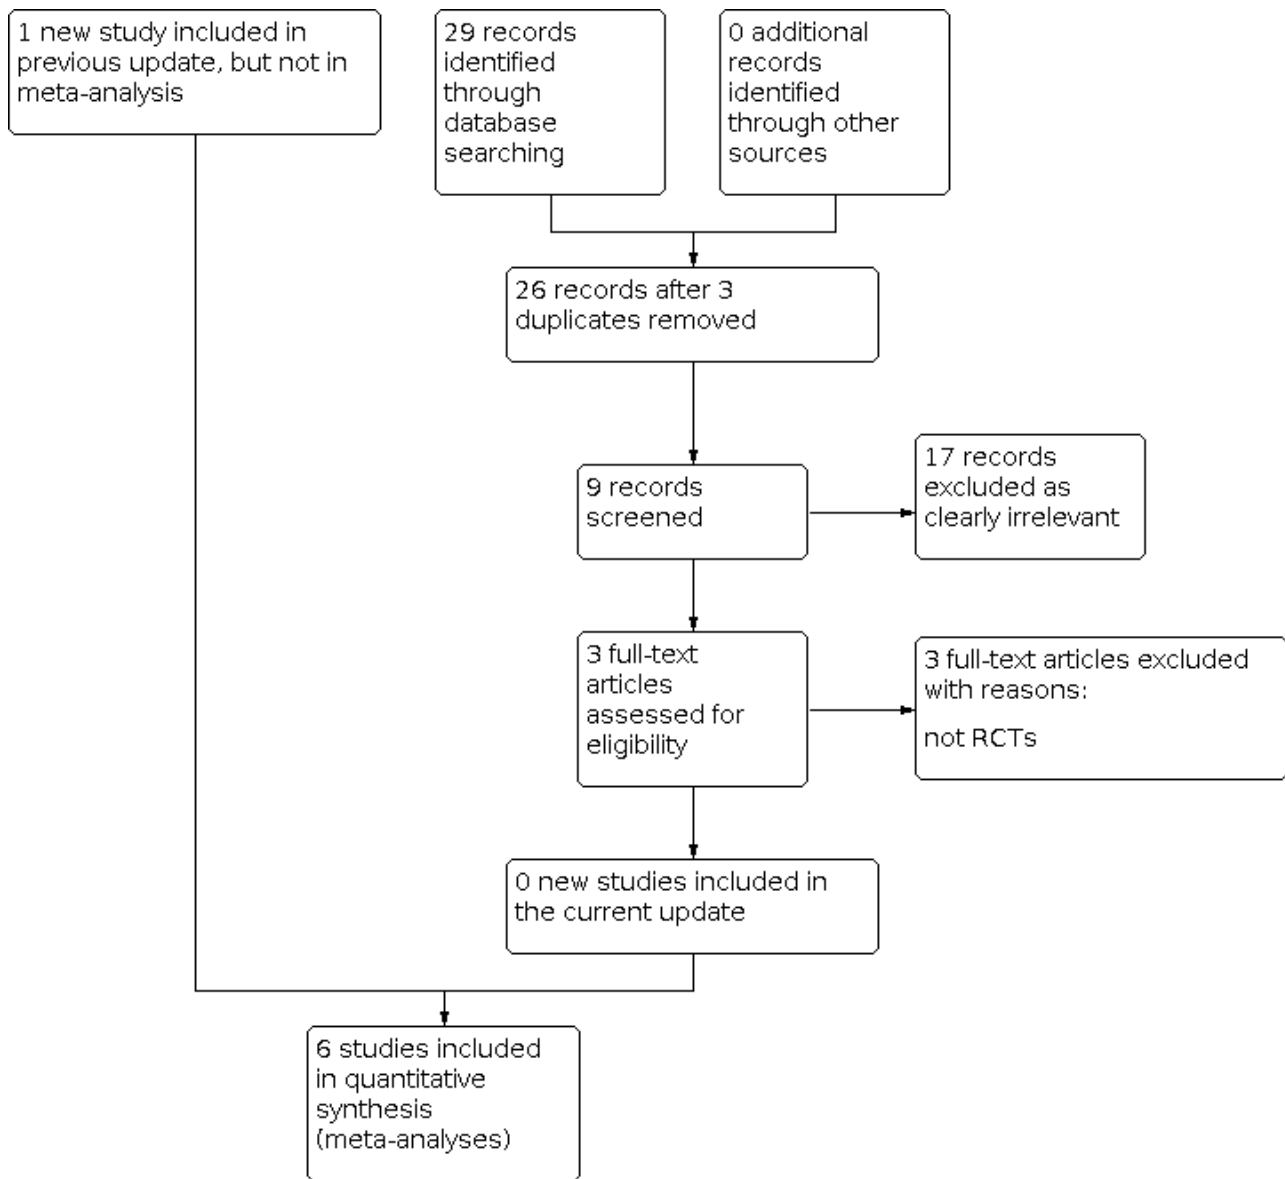 1 new study included in
previous update, but not in
meta-analysis
29 records
identified
through
database
searching
0 additional
records
identified
through other
sources
26 records after 3
duplicates removed
9 records
screened
17 records
excluded as
clearly irrelevant
3 full-text
articles
assessed for
eligibility
3 full-text articles excluded
with reasons:
not RCTs
0 new studies included in
the current update
6 studies included
in quantitative
synthesis
(meta-analyses)